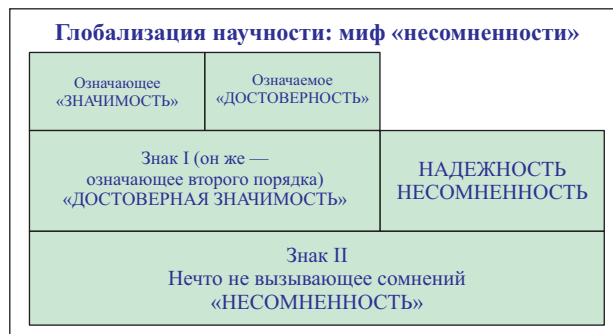 Глобализация научности: миф «несомненности»
Означающее
«ЗНАЧИМОСТЬ»
Означаемое
«ДОСТОВЕРНОСТЬ»
Знак I (он же —
означающее второго порядка)
«ДОСТОВЕРНАЯ ЗНАЧИМОСТЬ»
НАДЕЖНОСТЬ
НЕСОМНЕННОСТЬ
Знак II
Нечто не вызывающее сомнений
«НЕСОМНЕННОСТЬ»